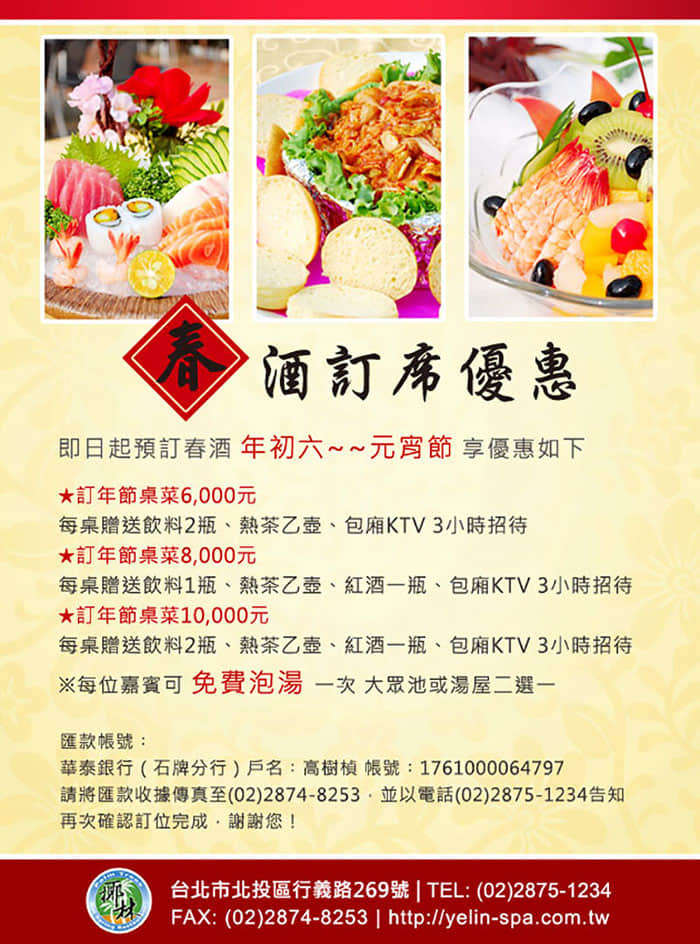 春酒訂席優惠
即日起預訂春酒 年初六~~元宵節 享優惠如下
★訂年節桌菜6,000元
每桌贈送飲料2瓶、熱茶乙壺、包廂KTV 3小時招待
★訂年節桌菜8,000元
每桌贈送飲料1瓶、熱茶乙壺、紅酒一瓶、包廂KTV 3小時招待
★訂年節桌菜10,000元
每桌贈送飲料2瓶、熱茶乙壺、紅酒一瓶、包廂KTV 3小時招待
※每位嘉賓可 免費泡湯 一次 大眾池或湯屋二選一
匯款帳號：
華泰銀行（石牌分行）戶名：高樹楨 帳號：1761000064797
請將匯款收據傳真至(02)2874-8253，並以電話(02)2875-1234告知
再次確認訂位完成，謝謝您！
椰林
台北市北投區行義路269號 | TEL: (02)2875-1234
FAX: (02)2874-8253 | http://yelin-spa.com.tw